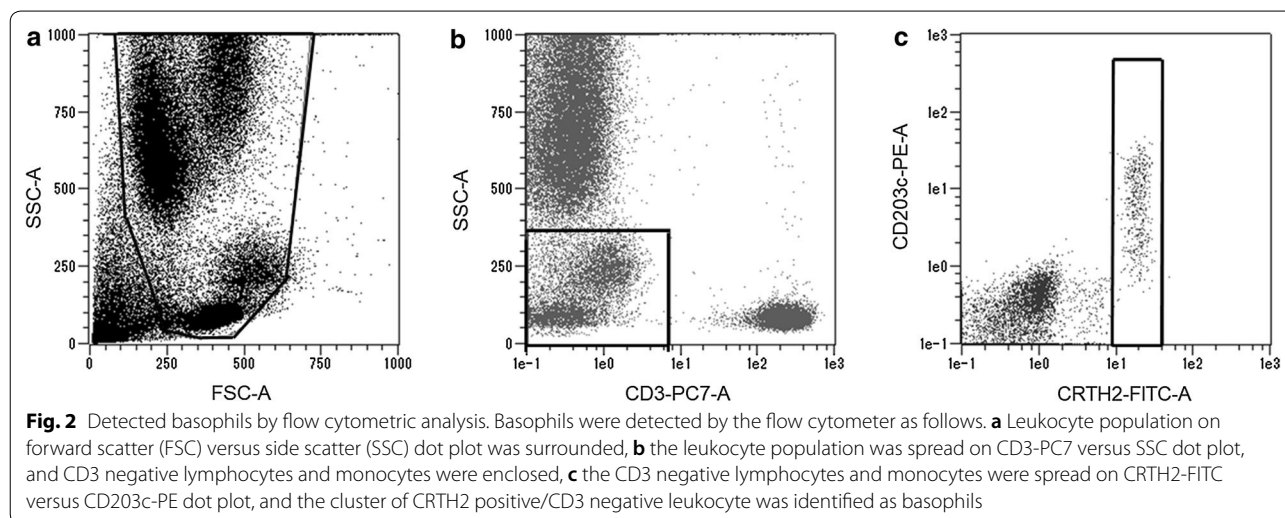 a
1000
750
500
250
0
SSC-A
0 250 500 750 1000
FSC-A
b
1000
750
500
250
0
SSC-A
1e-1 1e0 1e1 1e2 1e3
CD3-PC7-A
c
1e3
1e2
1e1
1e0
1e-1
CD203c-PE-A
1e-1 1e0 1e1 1e2 1e3
CRTH2-FITC-A
Fig. 2 Detected basophils by flow cytometric analysis. Basophils were detected by the flow cytometer as follows. a Leukocyte population on
forward scatter (FSC) versus side scatter (SSC) dot plot was surrounded, b the leukocyte population was spread on CD3-PC7 versus SSC dot plot,
and CD3 negative lymphocytes and monocytes were enclosed, c the CD3 negative lymphocytes and monocytes were spread on CRTH2-FITC
versus CD203c-PE dot plot, and the cluster of CRTH2 positive/CD3 negative leukocyte was identified as basophils